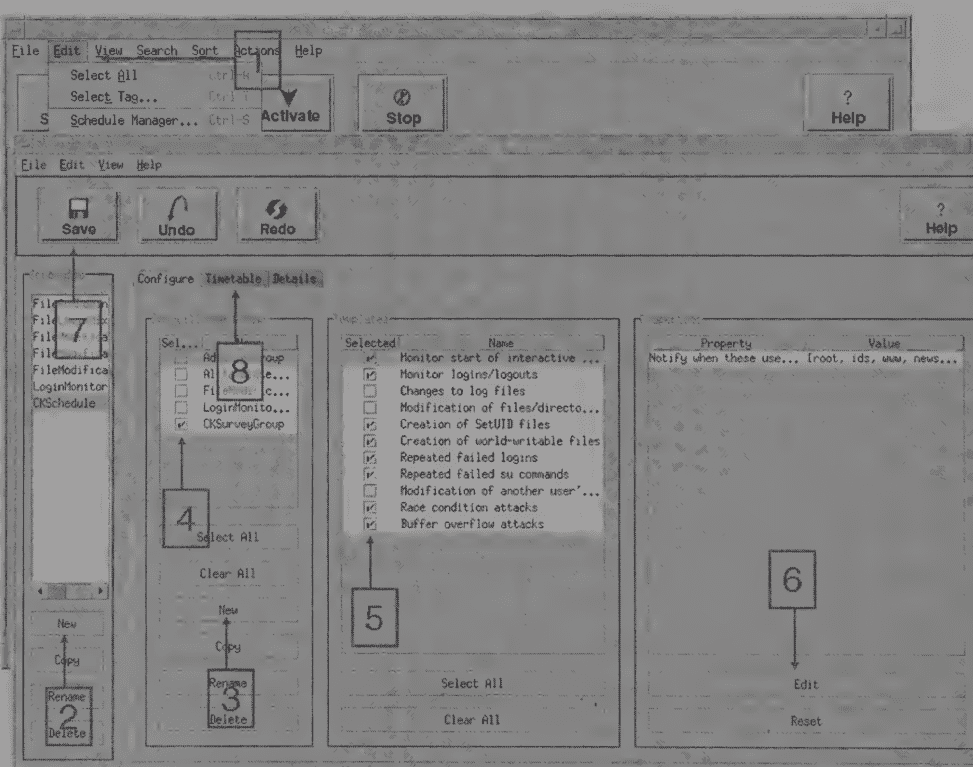 File Edit View Search Sort Actions Help
1
Select All
Select Tag...
Schedule Manager... Ctrl-S
Activate
Stop
?
Help
File Edit View Help
Save
Undo
Redo
?
Help
7
Configure Timetable Details
8
FileModifica
LoginMonitor
CKSchedule
New
Copy
Rename
2
Delete
Sel...
LoginMonito...
CKSurveyGroup
4
Select All
Clear All
New
Copy
Rename
3
Delete
Selected Name
Monitor start of interactive ...
Monitor logins/logouts
Changes to log files
Modification of files/directo...
Creation of SetUID files
Creation of world-writable files
Repeated failed logins
Repeated failed su commands
Modification of another user'...
Race condition attacks
Buffer overflow attacks
5
Select All
Clear All
Property Value
Notify when these use... [root, ids, www, news...
6
Edit
Reset